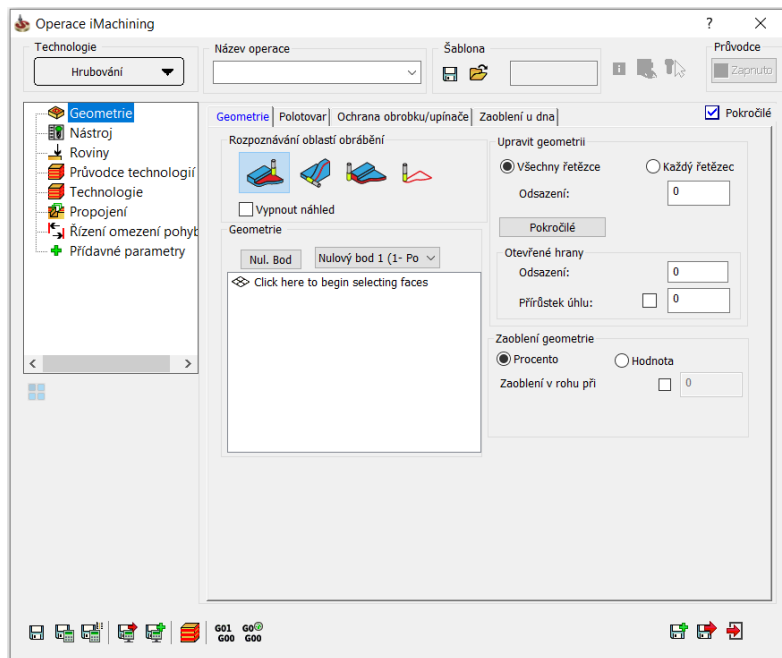 Operace iMachining
?
Technologie
Hrubování
Název operace
Šablona
Průvodce
Zapnuto
Geometrie
Nástroj
Roviny
Průvodce technologií
Technologie
Propojení
Řízení omezení pohyb
Přídavné parametry
Geometrie Polotovar Ochrana obrobku/upínače Zaoblení u dna
Pokročilé
Rozpoznávání oblastí obrábění
Vypnout náhled
Geometrie
Nul. Bod
Nulový bod 1 (1- Po
Click here to begin selecting faces
Upravit geometrii
Všechny řetězce
Každý řetězec
Odsazení:
0
Pokročilé
Otevřené hrany
Odsazení:
0
Přírůstek úhlu:
0
Zaoblení geometrie
Procento
Hodnota
Zaoblení v rohu při
0
G01 G00
G00 G00